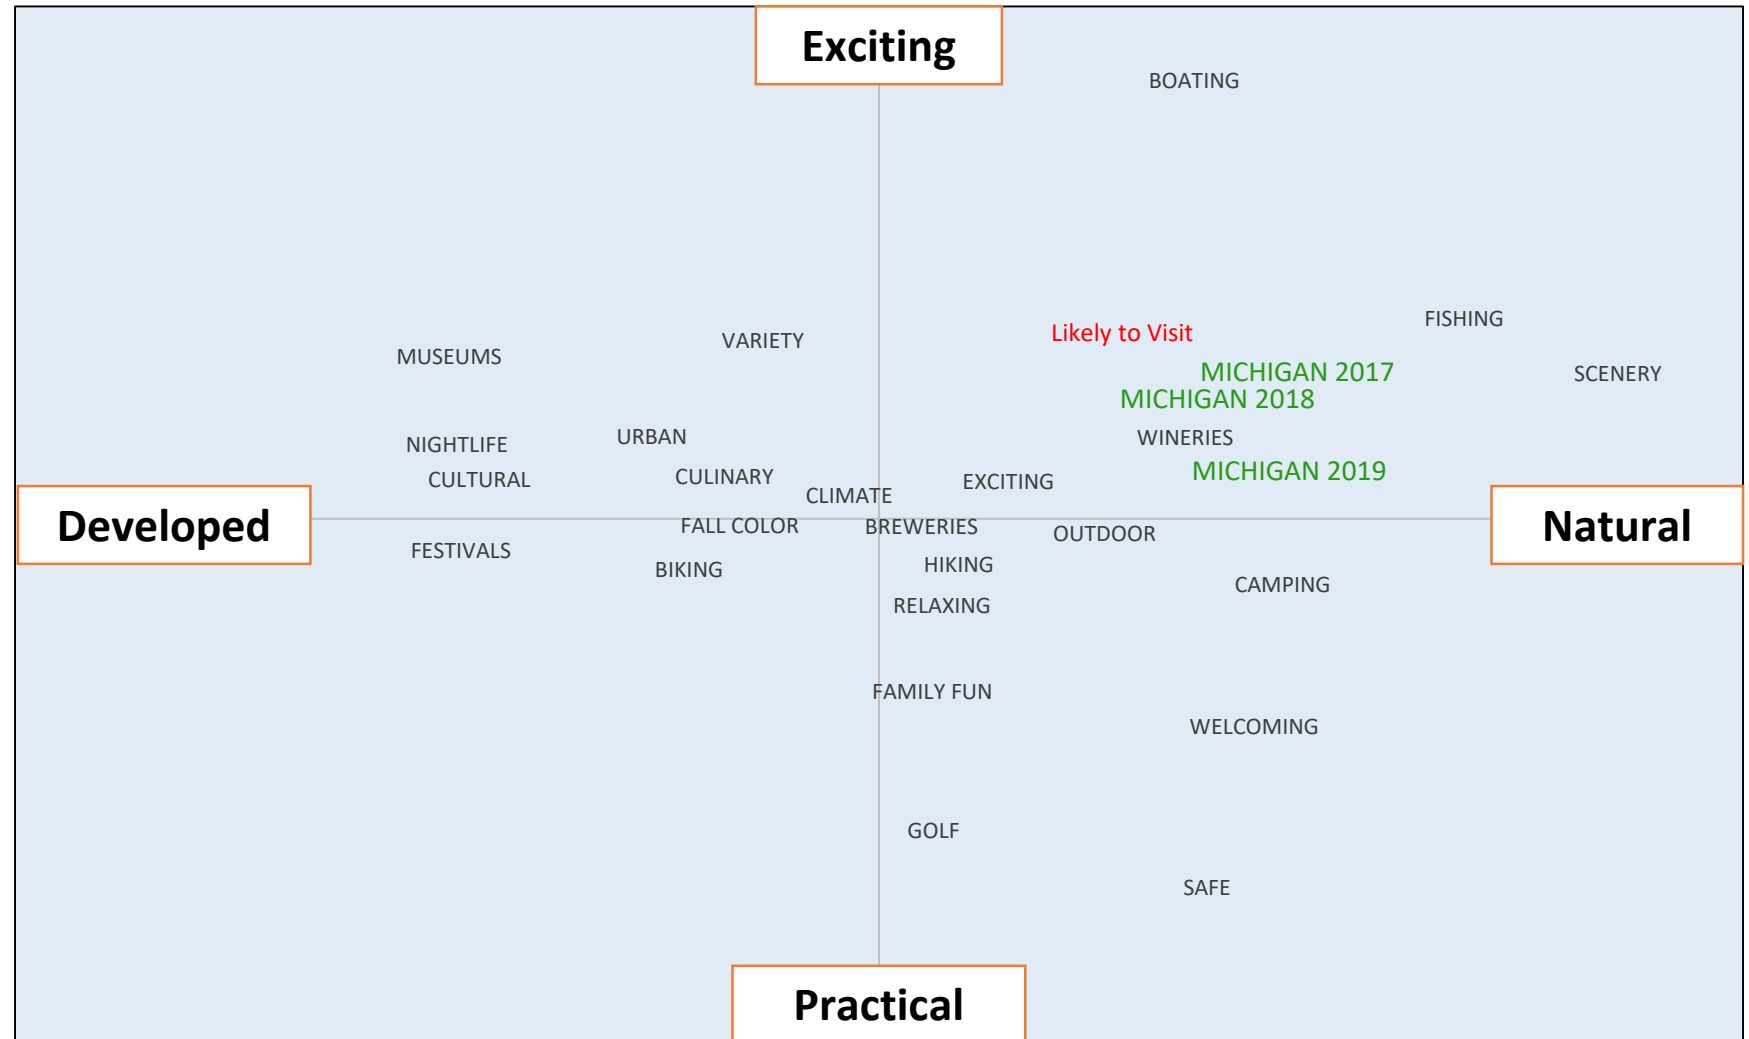 Exciting
BOATING
FISHING
Likely to Visit
VARIETY
MUSEUMS
MICHIGAN 2017
SCENERY
MICHIGAN 2018
URBAN
WINERIES
NIGHTLIFE
MICHIGAN 2019
CULINARY
CULTURAL
EXCITING
CLIMATE
Developed
Natural
FALL COLOR
BREWERIES
OUTDOOR
FESTIVALS
HIKING
BIKING
CAMPING
RELAXING
FAMILY FUN
WELCOMING
GOLF
SAFE
Practical